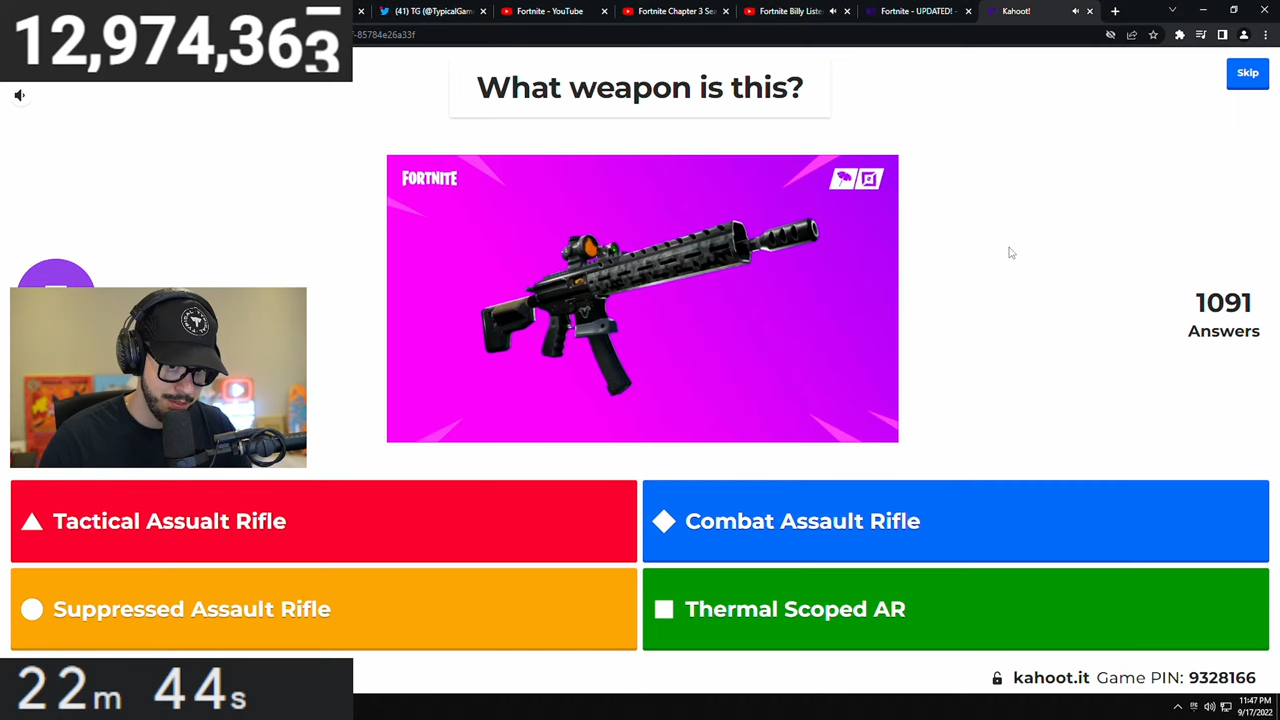 12,974,363
(41) TG (@TypicalGam
Fortnite - YouTube
Fortnite Chapter 3 Sea
Fortnite Billy Liste
Fortnite - UPDATED! -
Kahoot!
-85784e26a33f
What weapon is this?
Skip
FORTNITE
1091
Answers
Tactical Assualt Rifle
Combat Assault Rifle
Suppressed Assault Rifle
Thermal Scoped AR
22m 44s
kahoot.it Game PIN: 9328166
11:47 PM
9/17/2022